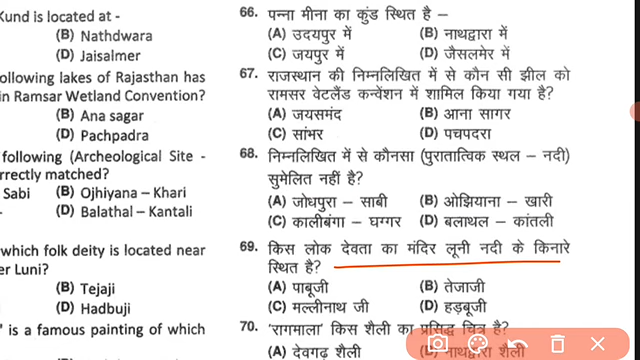 Kund is located at -
(B) Nathdwara
(D) Jaisalmer
ollowing lakes of Rajasthan has
in Ramsar Wetland Convention?
(B) Ana sagar
(D) Pachpadra
following (Archeological Site -
rrectly matched?
Sabi (B) Ojhiyana – Khari
- (D) Balathal – Kantali
which folk deity is located near
er Luni?
(B) Tejaji
(D) Hadbuji
' is a famous painting of which
66. पन्ना मीना का कुंड स्थित है –
(A) उदयपुर में (B) नाथद्वारा में
(C) जयपुर में (D) जैसलमेर में
67. राजस्थान की निम्नलिखित में से कौन सी झील को
रामसर वेटलैंड कन्वेंशन में शामिल किया गया है?
(A) जयसमंद (B) आना सागर
(C) सांभर (D) पचपदरा
68. निम्नलिखित में से कौनसा (पुरातात्विक स्थल – नदी)
सुमेलित नहीं है?
(A) जोधपुरा – साबी (B) ओझियाना – खारी
(C) कालीबंगा – घग्गर (D) बलाथल – कांतली
69. किस लोक देवता का मंदिर लूनी नदी के किनारे
स्थित है?
(A) पाबूजी (B) तेजाजी
(C) मल्लीनाथ जी (D) हड़बूजी
70. 'रागमाला' किस शैली का प्रसिद्ध चित्र है?
(A) देवगढ़ शैली (B) नाथद्वारा शैली